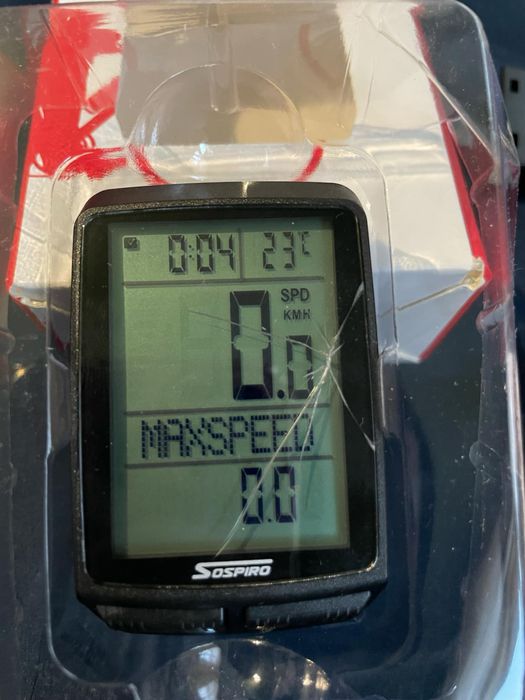 0:04 23°C
SPD
KMH
0.0
MAXSPEED
0.0
SOSPIRO